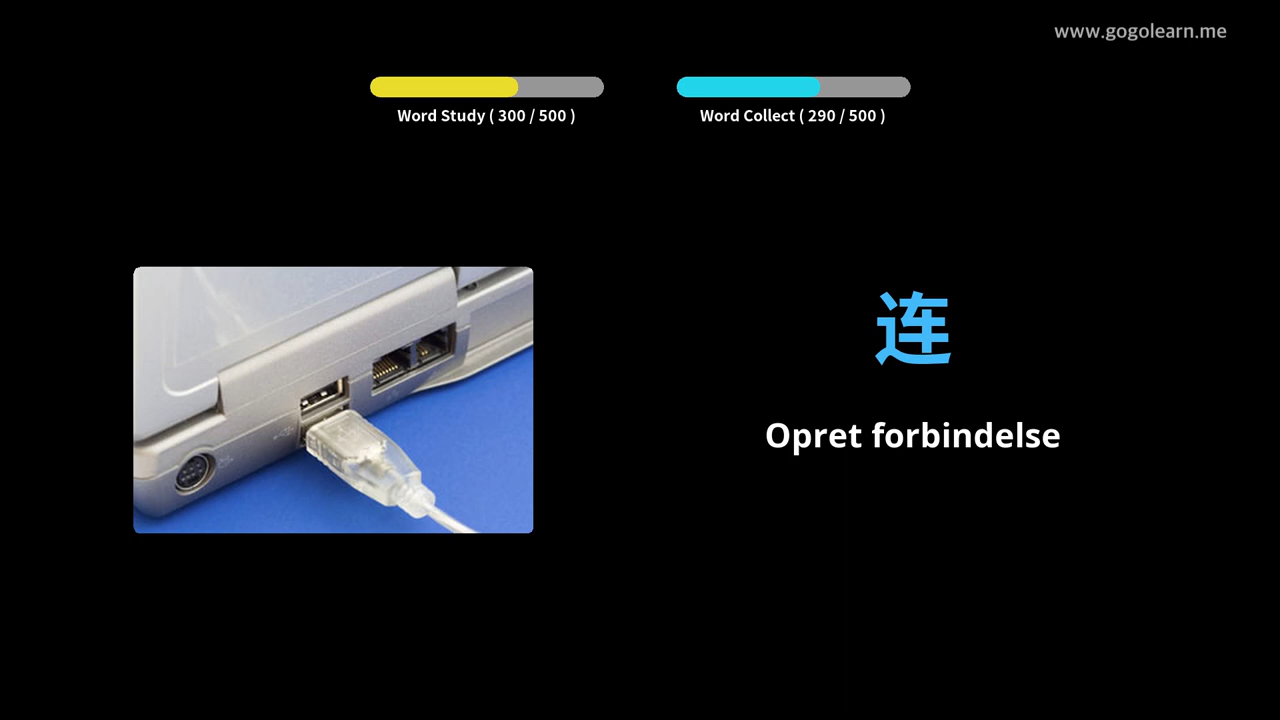 www.gogolearn.me
Word Study ( 300 / 500 )
Word Collect ( 290 / 500 )
连
Opret forbindelse